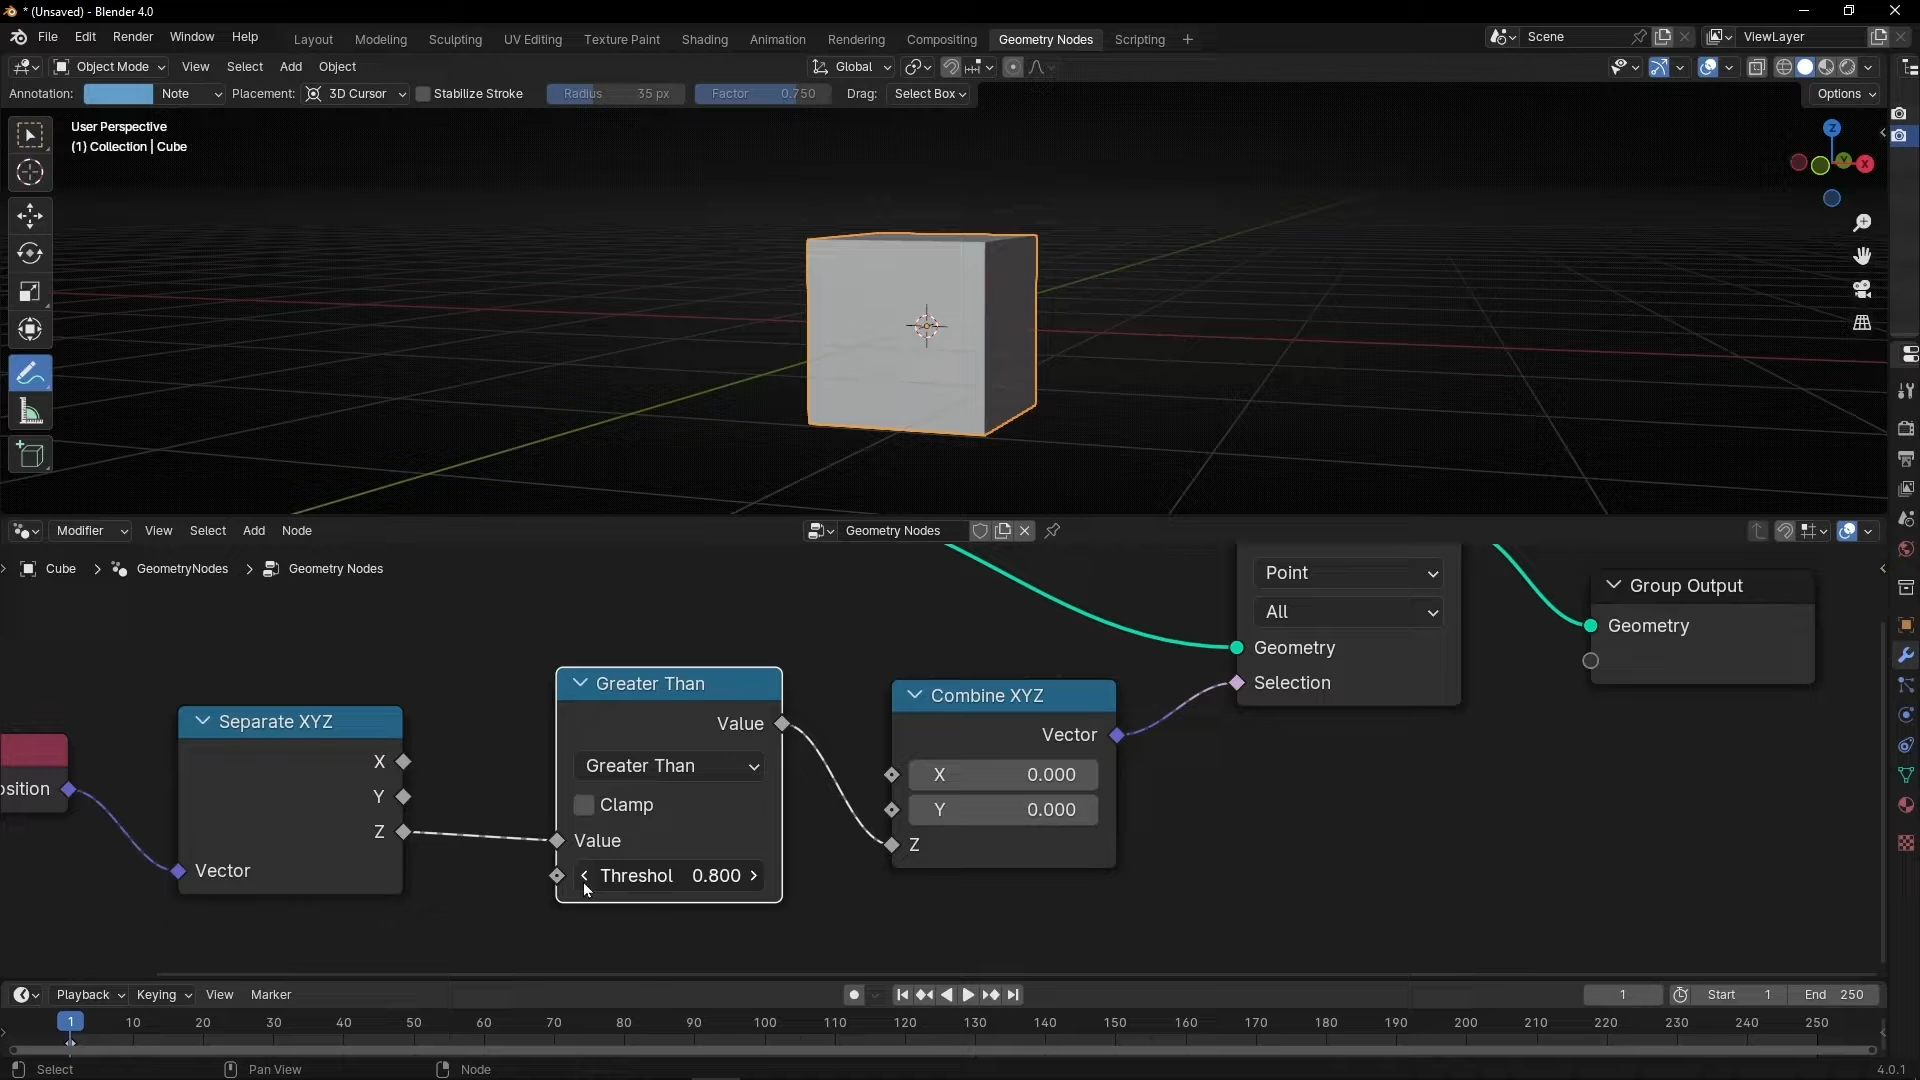 * (Unsaved) - Blender 4.0
File Edit Render Window Help Layout Modeling Sculpting UV Editing Texture Paint Shading Animation Rendering Compositing Geometry Nodes Scripting + Scene ViewLayer
Object Mode View Select Add Object Global
Annotation: Note Placement: 3D Cursor Stabilize Stroke Radius 35 px Factor 0.750 Drag: Select Box Options
User Perspective
(1) Collection | Cube
Z
Y
X
Modifier View Select Add Node Geometry Nodes
Cube > GeometryNodes > Geometry Nodes
Point
All
Geometry
Selection
Group Output
Geometry
osition
Separate XYZ
X
Y
Z
Vector
Greater Than
Value
Greater Than
Clamp
Value
Threshol 0.800
Combine XYZ
Vector
X 0.000
Y 0.000
Z
Playback Keying View Marker 1 Start 1 End 250
1 10 20 30 40 50 60 70 80 90 100 110 120 130 140 150 160 170 180 190 200 210 220 230 240 250
Select Pan View Node 4.0.1